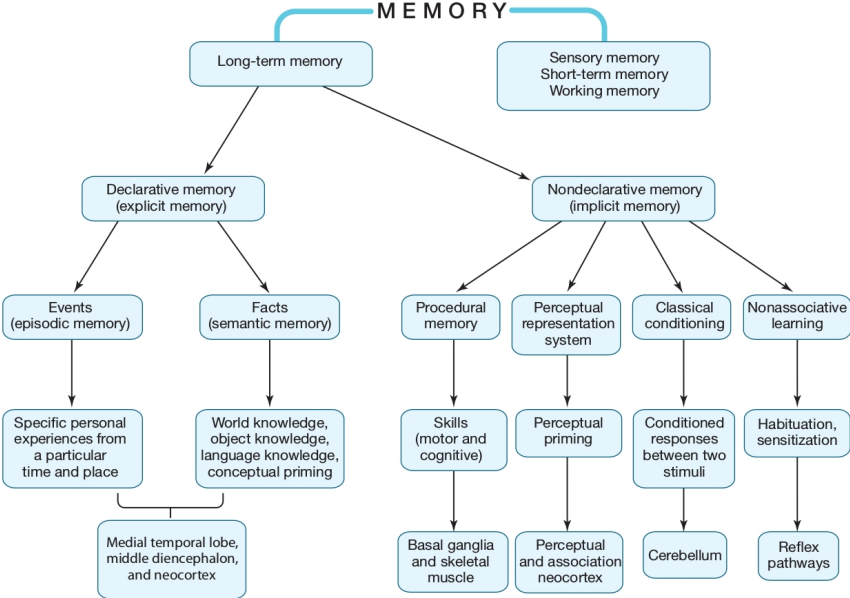 MEMORY
Long-term memory
Sensory memory
Short-term memory
Working memory
Declarative memory
(explicit memory)
Nondeclarative memory
(implicit memory)
Events
(episodic memory)
Facts
(semantic memory)
Procedural
memory
Perceptual
representation
system
Classical
conditioning
Nonassociative
learning
Specific personal
experiences from
a particular
time and place
World knowledge,
object knowledge,
language knowledge,
conceptual priming
Skills
(motor and
cognitive)
Perceptual
priming
Conditioned
responses
between two
stimuli
Habituation,
sensitization
Medial temporal lobe,
middle diencephalon,
and neocortex
Basal ganglia
and skeletal
muscle
Perceptual
and association
neocortex
Cerebellum
Reflex
pathways